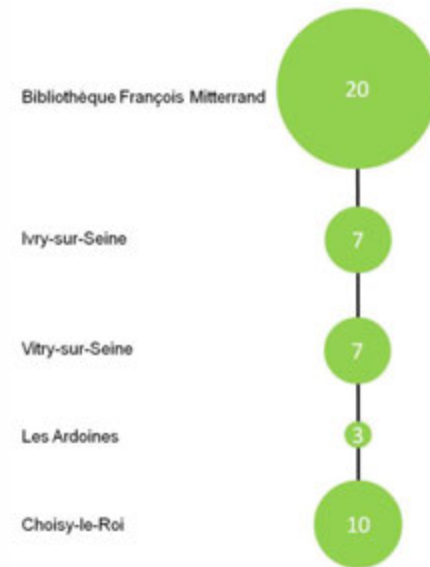 Bibliothèque François Mitterrand 20
Ivry-sur-Seine 7
Vitry-sur-Seine 7
Les Ardoines 3
Choisy-le-Roi 10